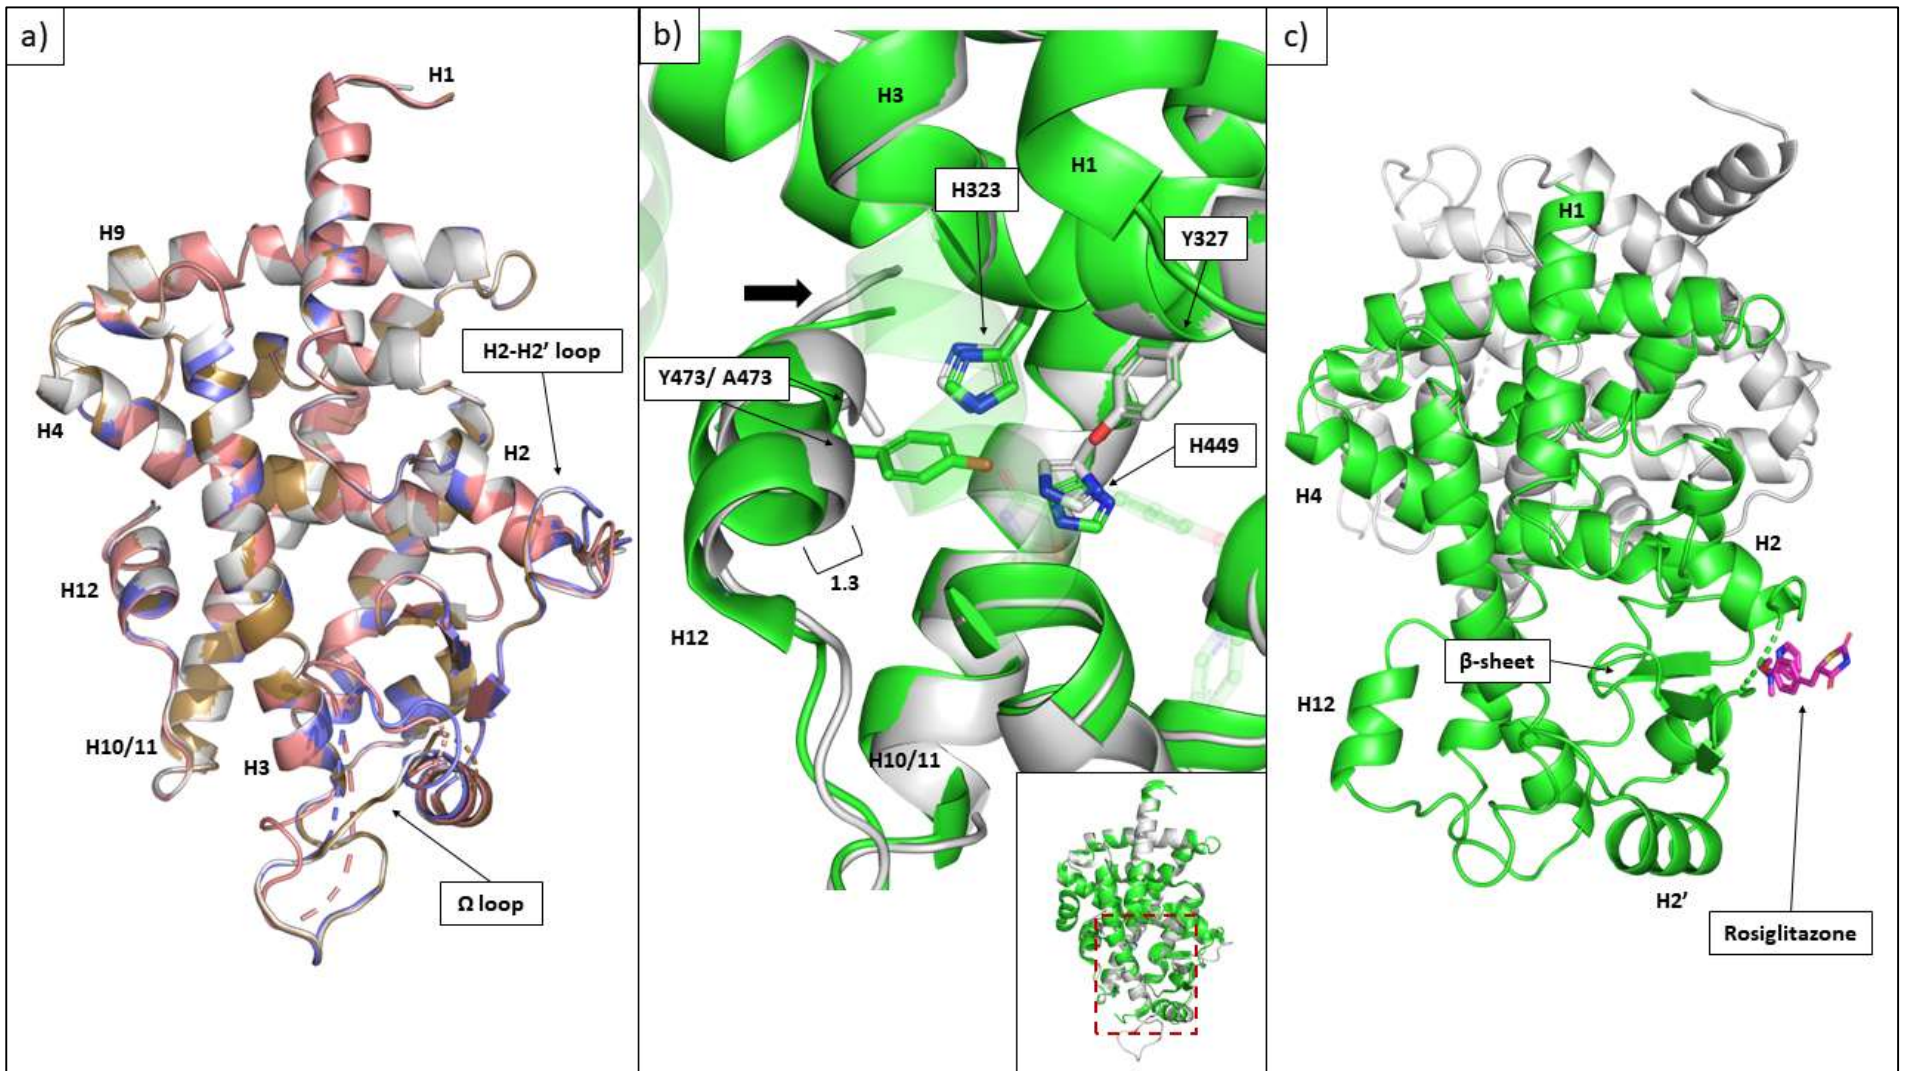 a)
H1
H9
H2-H2′ loop
H4
H2
H12
H10/11
H3
Ω loop
b)
H3
H1
H323
Y327
Y473/ A473
H449
1.3
H12
H10/11
c)
H1
H4
H2
β-sheet
H12
H2′
Rosiglitazone